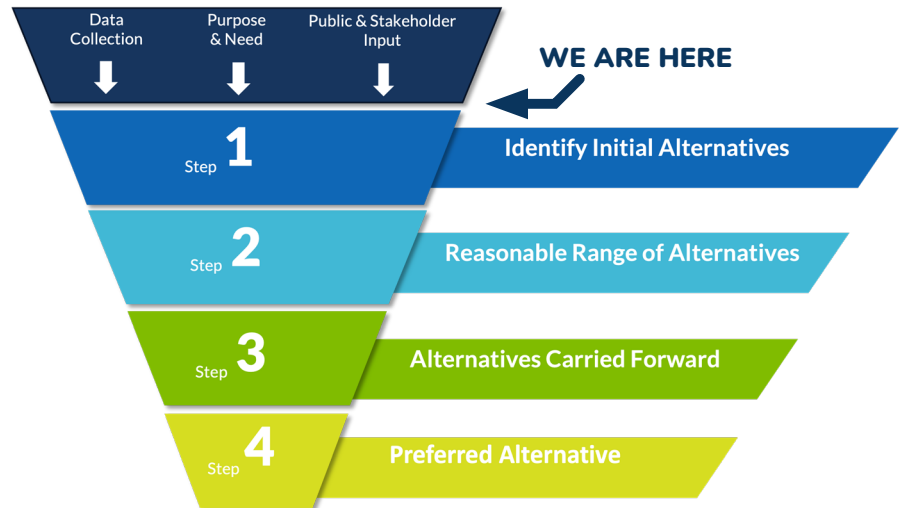 Data
Collection
Purpose
& Need
Public & Stakeholder
Input
WE ARE HERE
Step 1
Identify Initial Alternatives
Step 2
Reasonable Range of Alternatives
Step 3
Alternatives Carried Forward
Step 4
Preferred Alternative